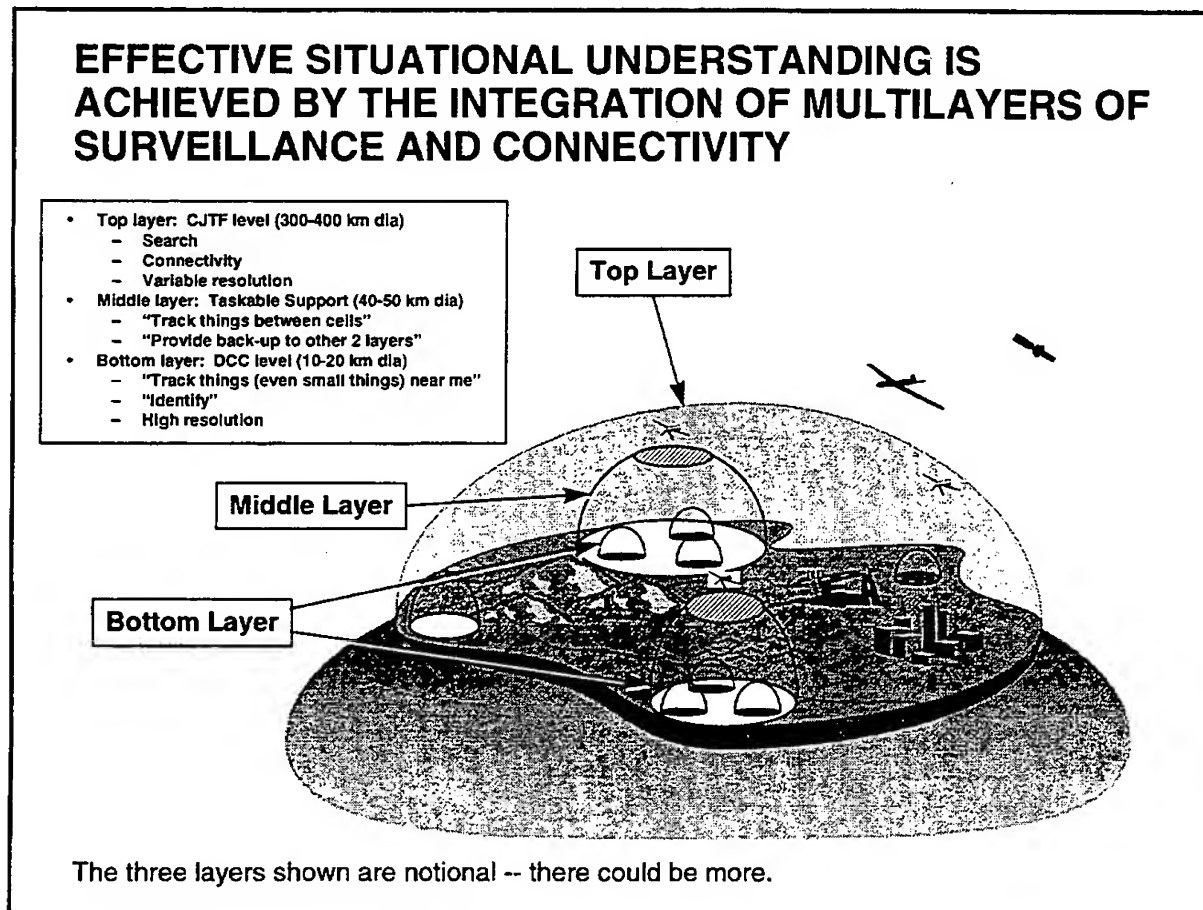 EFFECTIVE SITUATIONAL UNDERSTANDING IS
ACHIEVED BY THE INTEGRATION OF MULTILAYERS OF
SURVEILLANCE AND CONNECTIVITY
• Top layer: CJTF level (300-400 km dia)
– Search
– Connectivity
– Variable resolution
• Middle layer: Taskable Support (40-50 km dia)
– "Track things between cells"
– "Provide back-up to other 2 layers"
• Bottom layer: DCC level (10-20 km dia)
– "Track things (even small things) near me"
– "Identify"
– High resolution
Top Layer
Middle Layer
Bottom Layer
The three layers shown are notional -- there could be more.